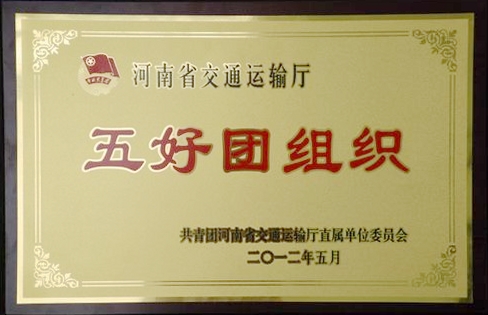 河南省交通运输厅
五好团组织
共青团河南省交通运输厅直属单位委员会
二〇一二年五月